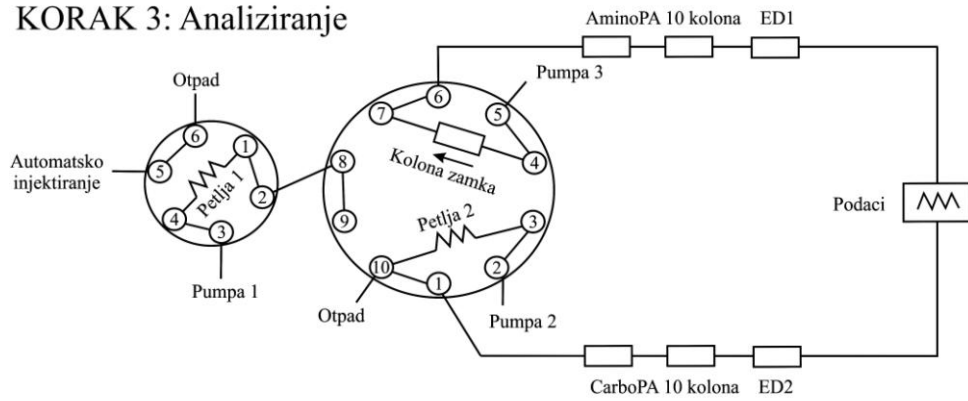 KORAK 3: Analiziranje
AminoPA 10 kolona ED1
Otpad
Pumpa 3
6
7
5
6
1
8
4
Automatsko
injektiranje
5
Petlja 1
2
Kolona zamka
9
Petlja 2
3
Podaci
4
3
10
1
2
Pumpa 1
Otpad
Pumpa 2
CarboPA 10 kolona ED2